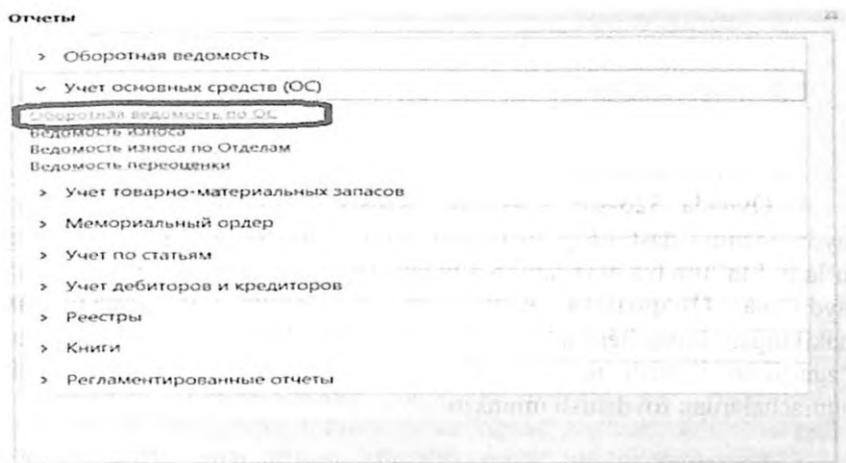 Отчеты
> Оборотная ведомость
Учет основных средств (ОС)
Оборотная ведомость по ОС
Ведомость износа
Ведомость износа по Отделам
Ведомость переоценки
> Учет товарно-материальных запасов
> Мемориальный ордер
> Учет по статьям
> Учет дебиторов и кредиторов
> Реестры
> Книги
> Регламентированные отчеты